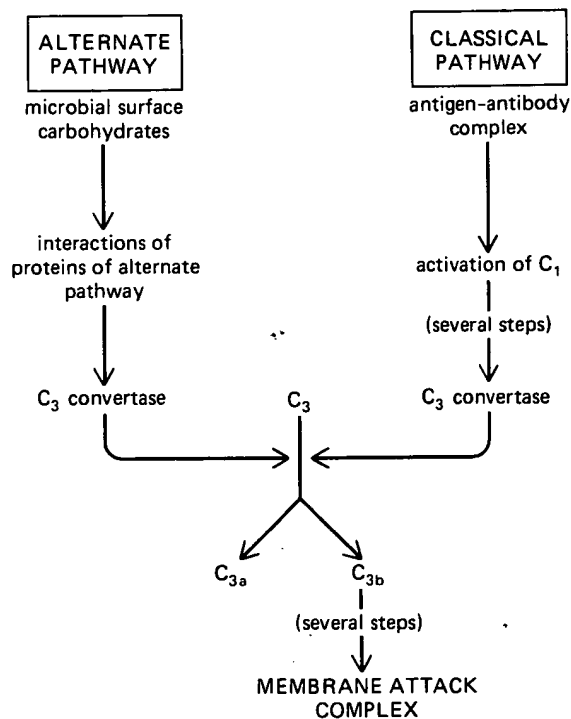 ALTERNATE
PATHWAY
microbial surface
carbohydrates
interactions of
proteins of alternate
pathway
C3 convertase
CLASSICAL
PATHWAY
antigen-antibody
complex
activation of C1
(several steps)
C3 convertase
C3
C3a
C3b
(several steps)
MEMBRANE ATTACK
COMPLEX